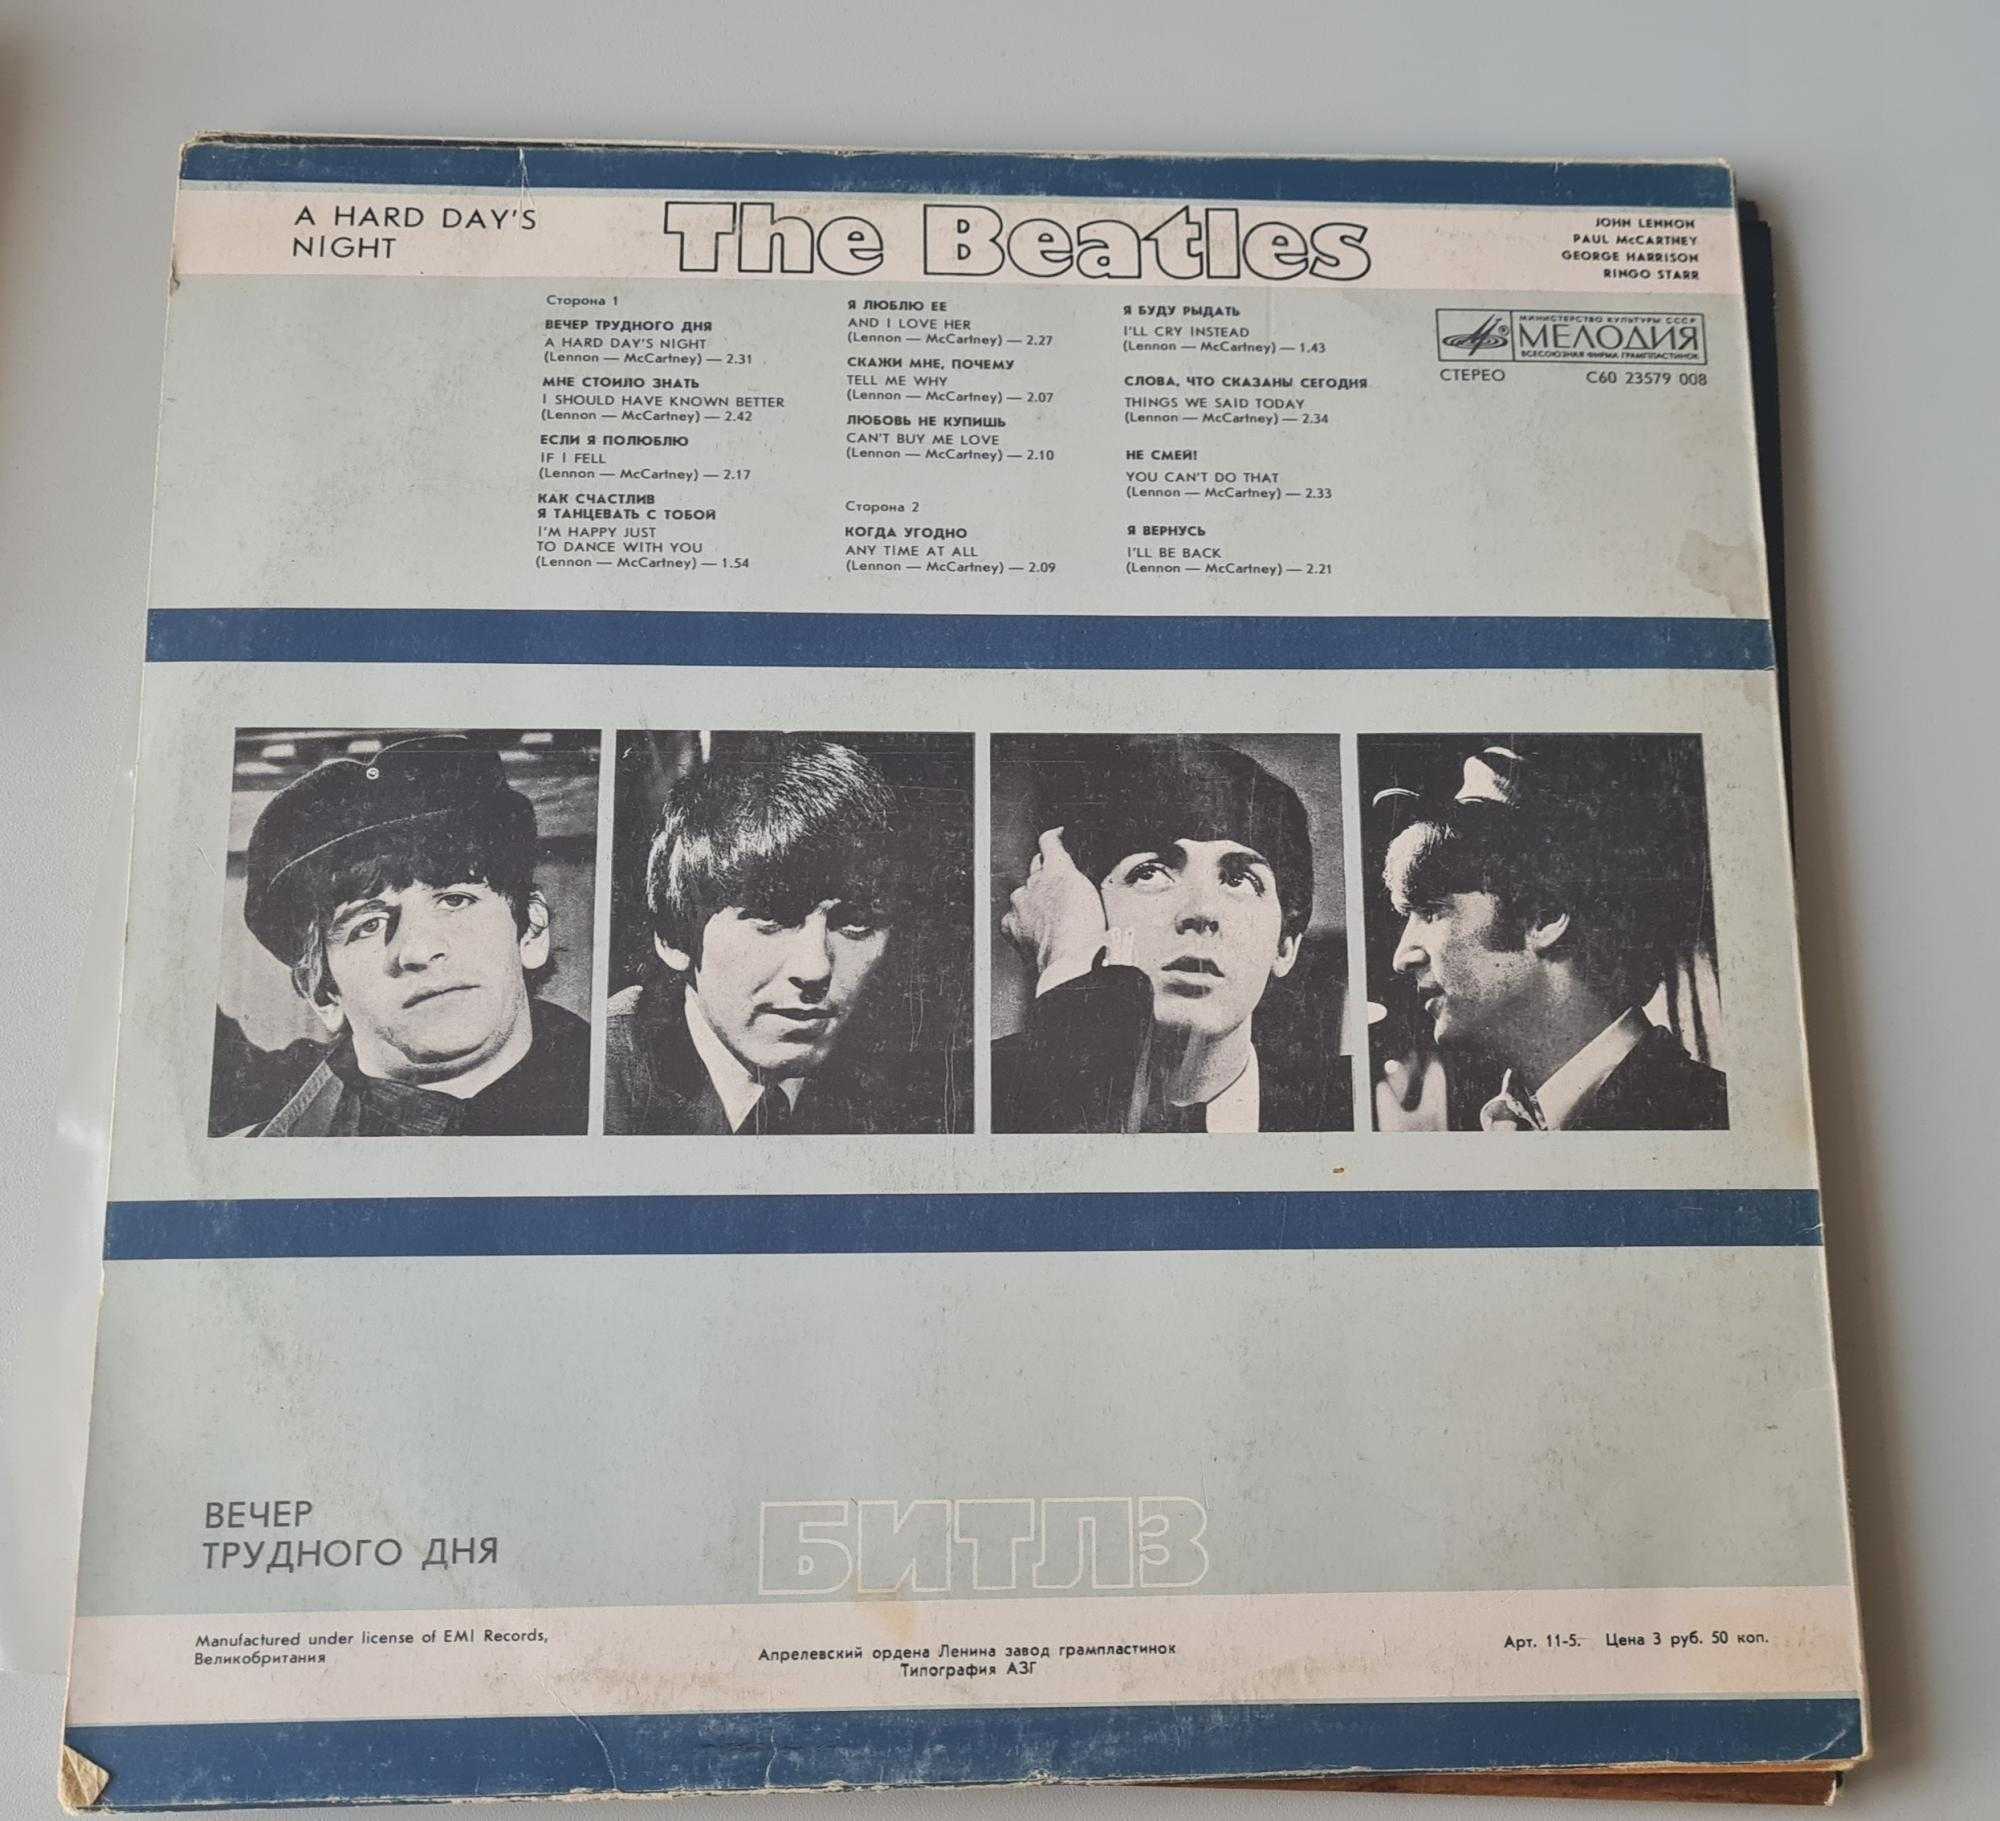 A HARD DAY'S
NIGHT
The Beatles
JOHN LENNON
PAUL McCARTNEY
GEORGE HARRISON
RINGO STARR
Сторона 1
ВЕЧЕР ТРУДНОГО ДНЯ
A HARD DAY'S NIGHT
(Lennon — McCartney) — 2.31
МНЕ СТОИЛО ЗНАТЬ
I SHOULD HAVE KNOWN BETTER
(Lennon — McCartney) — 2.42
ЕСЛИ Я ПОЛЮБЛЮ
IF I FELL
(Lennon — McCartney) — 2.17
КАК СЧАСТЛИВ
Я ТАНЦЕВАТЬ С ТОБОЙ
I'M HAPPY JUST
TO DANCE WITH YOU
(Lennon — McCartney) — 1.54
Я ЛЮБЛЮ ЕЕ
AND I LOVE HER
(Lennon — McCartney) — 2.27
СКАЖИ МНЕ, ПОЧЕМУ
TELL ME WHY
(Lennon — McCartney) — 2.07
ЛЮБОВЬ НЕ КУПИШЬ
CAN'T BUY ME LOVE
(Lennon — McCartney) — 2.10
Сторона 2
КОГДА УГОДНО
ANY TIME AT ALL
(Lennon — McCartney) — 2.09
Я БУДУ РЫДАТЬ
I'LL CRY INSTEAD
(Lennon — McCartney) — 1.43
СЛОВА, ЧТО СКАЗАНЫ СЕГОДНЯ
THINGS WE SAID TODAY
(Lennon — McCartney) — 2.34
НЕ СМЕЙ!
YOU CAN'T DO THAT
(Lennon — McCartney) — 2.33
Я ВЕРНУСЬ
I'LL BE BACK
(Lennon — McCartney) — 2.21
МИНИСТЕРСТВО КУЛЬТУРЫ СССР
®МЕЛОДИЯ
ВСЕСОЮЗНАЯ ФИРМА ГРАМПЛАСТИНОК
СТЕРЕО С60 23579 008
ВЕЧЕР
ТРУДНОГО ДНЯ
БИТЛЗ
Manufactured under license of EMI Records,
Великобритания
Апрелевский ордена Ленина завод грампластинок
Типография АЗГ
Арт. 11-5. Цена 3 руб. 50 коп.